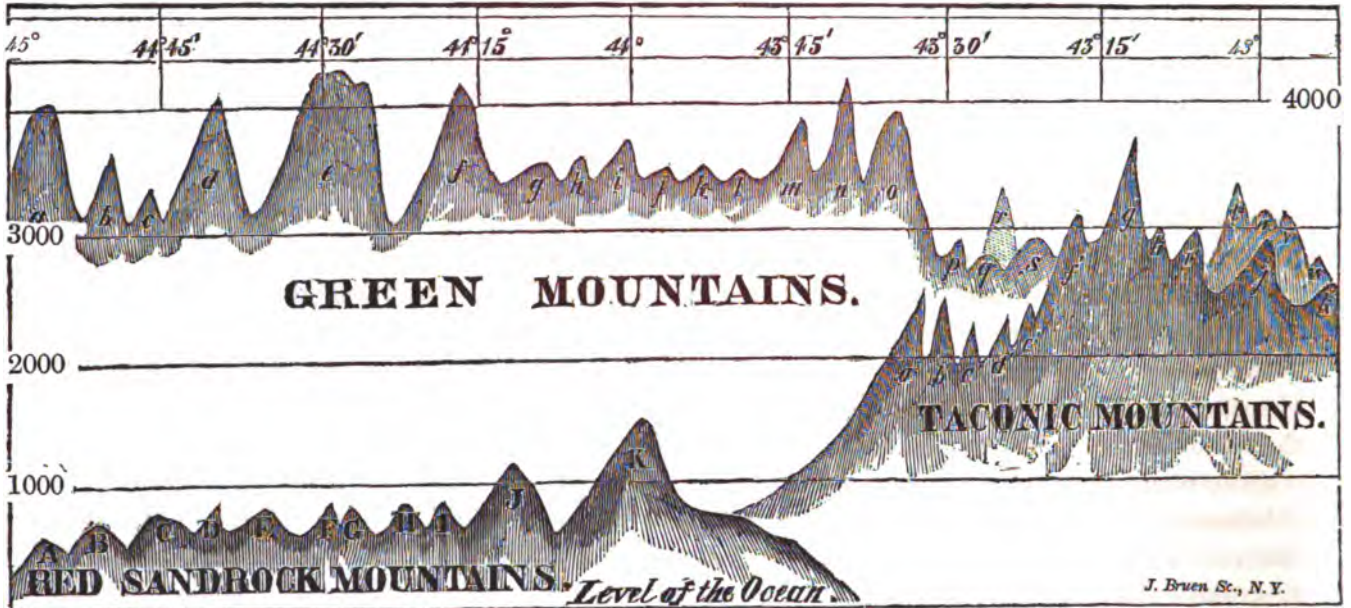 45° 44°45' 44°30' 44°15° 44° 43°45' 43°30' 43°15' 43°
4000
a b c d e f g h i j k l m n o
3000
p q r s f g h
GREEN MOUNTAINS.
2000
a b c d e
TACONIC MOUNTAINS.
1000
K
J
A B C D E F G H I
RED SANDROCK MOUNTAINS.
Level of the Ocean.
J. Bruen Sc., N.Y.